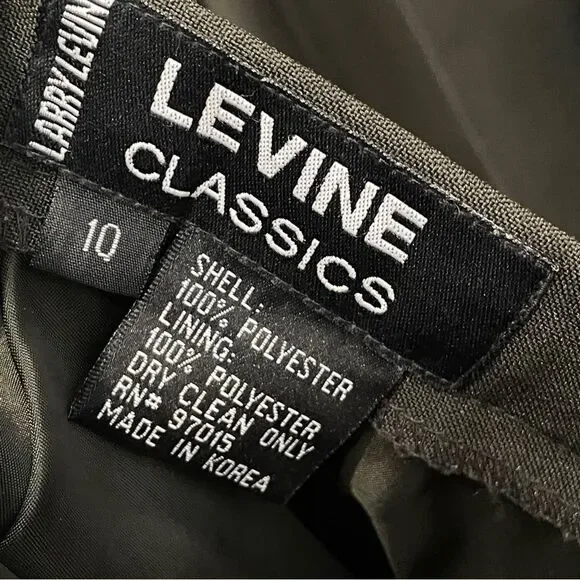 LARRY LEVINE
LEVINE
CLASSICS
10
SHELL:
100% POLYESTER
LINING:
100% POLYESTER
DRY CLEAN ONLY
RN# 97015
MADE IN KOREA